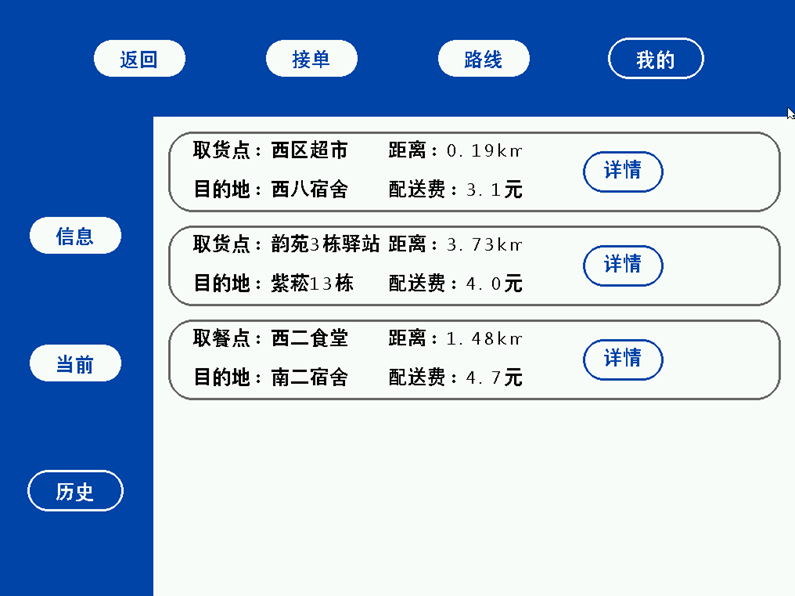 返回 接单 路线 我的
信息
当前
历史
取货点：西区超市 距离：0.19km
目的地：西八宿舍 配送费：3.1元
详情
取货点：韵苑3栋驿站 距离：3.73km
目的地：紫菘13栋 配送费：4.0元
详情
取餐点：西二食堂 距离：1.48km
目的地：南二宿舍 配送费：4.7元
详情